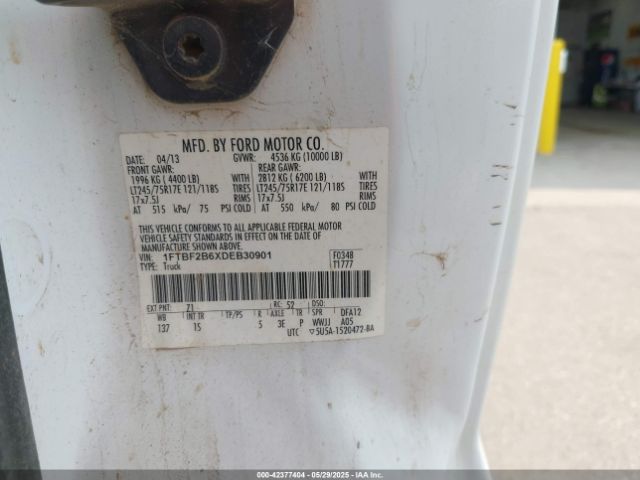 MFD. BY FORD MOTOR CO.
DATE: 04/13 GVWR: 4536 KG (10000 LB)
FRONT GAWR: REAR GAWR:
1996 KG ( 4400 LB) WITH 2812 KG ( 6200 LB) WITH
LT245/75R17E 121/118S TIRES LT245/75R17E 121/118S TIRES
17x7.5J RIMS 17x7.5J RIMS
AT 515 kPa/ 75 PSI COLD AT 550 kPa/ 80 PSI COLD
THIS VEHICLE CONFORMS TO ALL APPLICABLE FEDERAL MOTOR
VEHICLE SAFETY AND BUMPER STANDARDS IN EFFECT ON THE DATE OF
MANUFACTURE SHOWN ABOVE.
VIN: 1FTBF2B6XDEB30901 F0348
TYPE: Truck T1777
EXT PNT: 71 RC: 52 DSO:
WB INT TR TP/PS R AXLE TR SPR DFA12
137 IS 5 3E P WWJJ A05
UTC ▽5U5A-1520472-BA
000-42377404 - 05/29/2025 - IAA